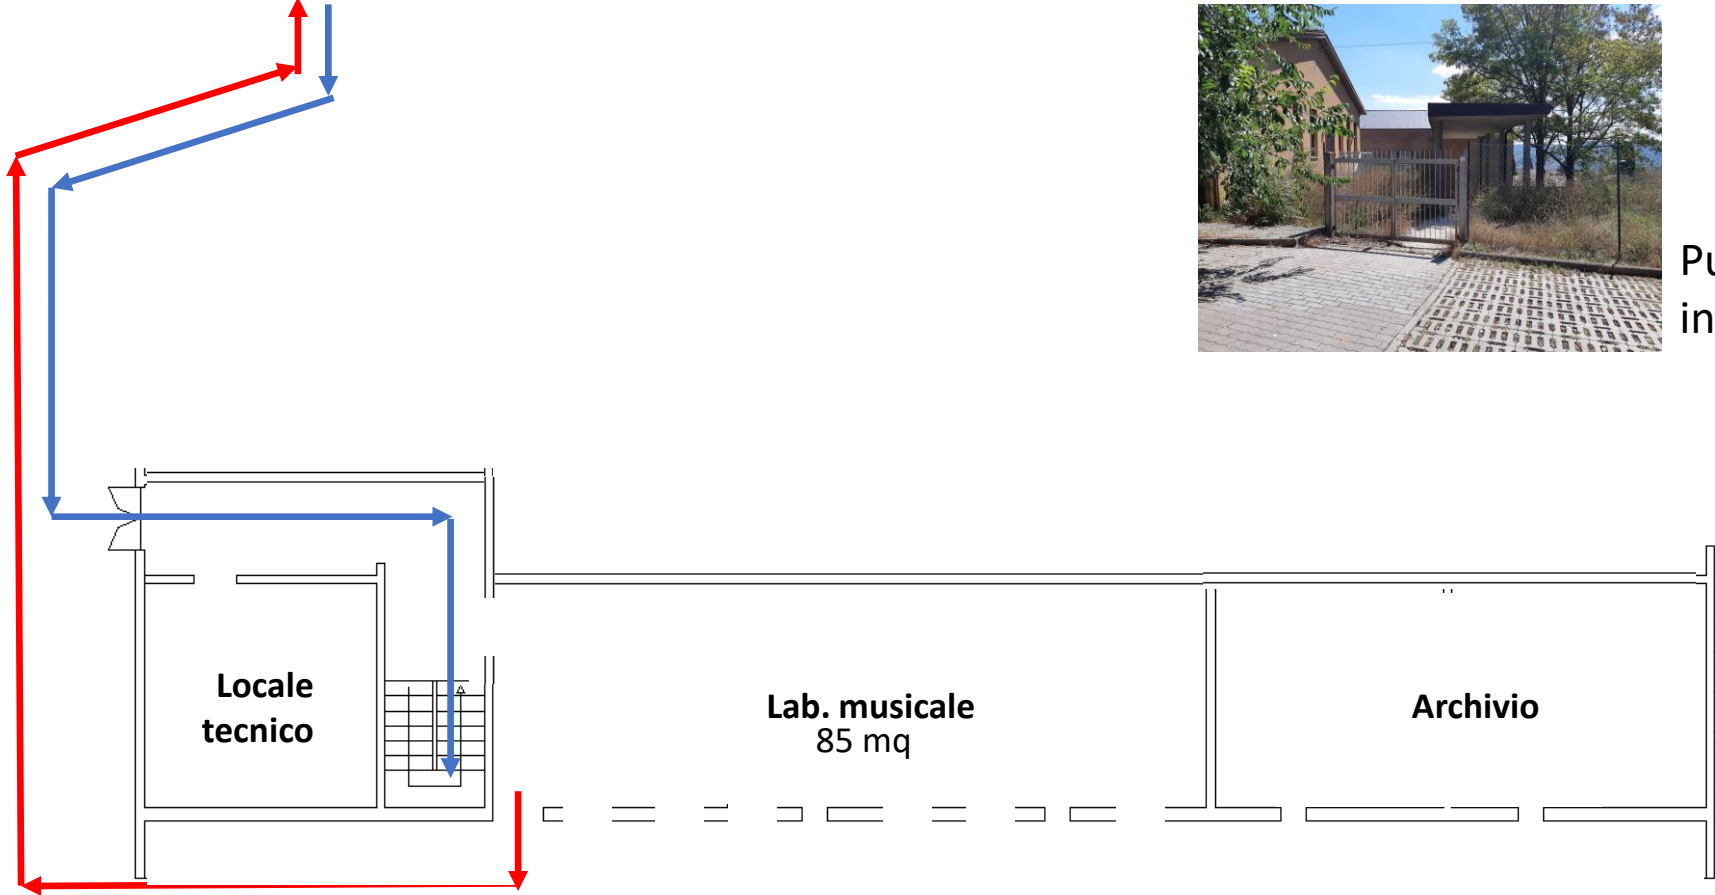 Locale
tecnico
Lab. musicale
85 mq
Archivio